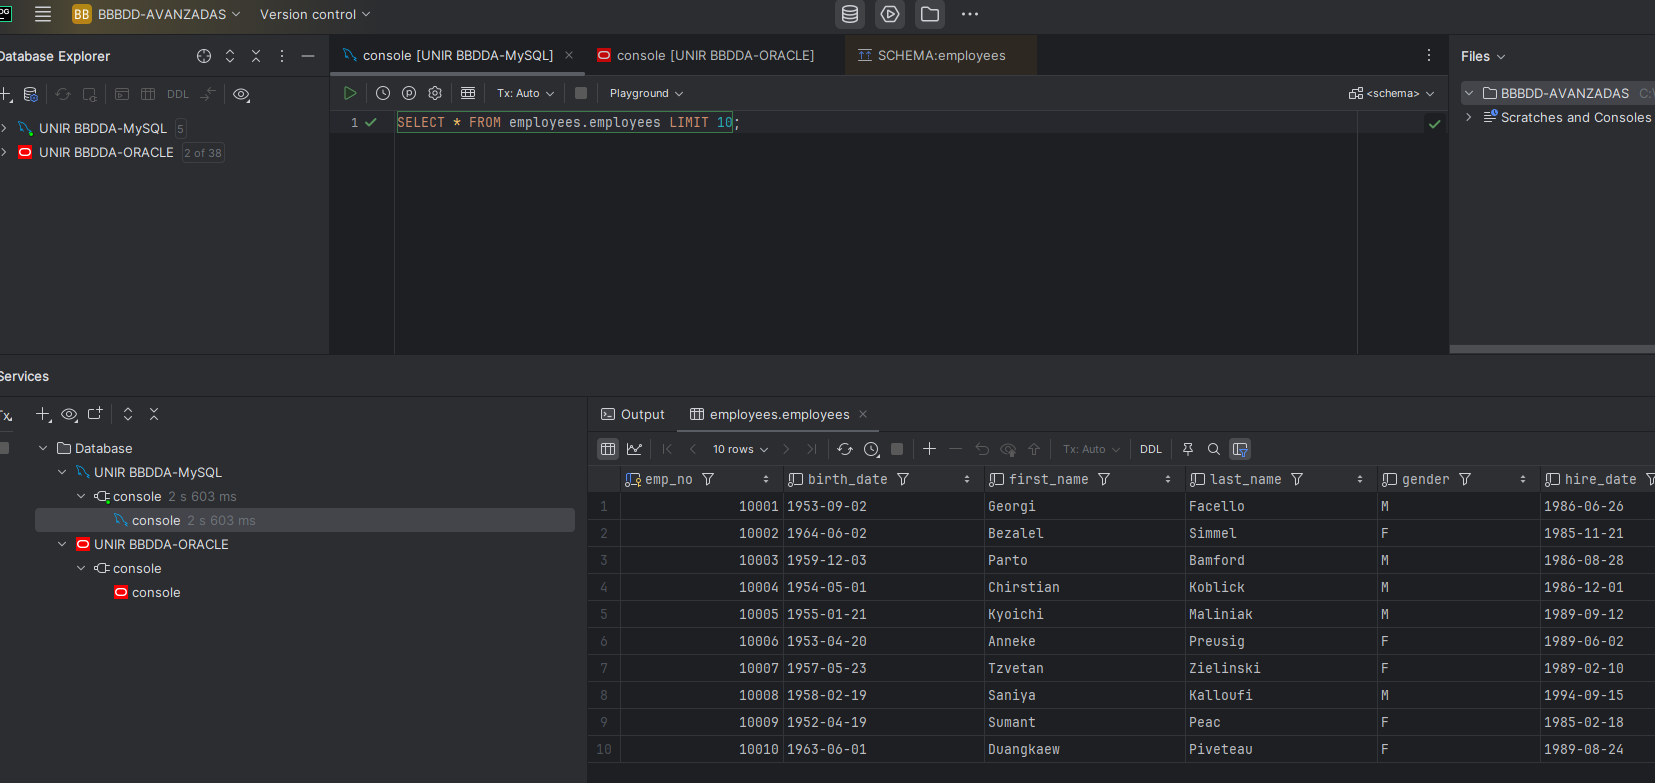 BB BBBDD-AVANZADAS Version control
Database Explorer
console [UNIR BBDDA-MySQL] console [UNIR BBDDA-ORACLE] SCHEMA:employees
Files
DDL
Tx: Auto Playground <schema>
BBBDD-AVANZADAS
Scratches and Consoles
UNIR BBDDA-MySQL 5
UNIR BBDDA-ORACLE 2 of 38
1 SELECT * FROM employees.employees LIMIT 10;
Services
Tx
Database
UNIR BBDDA-MySQL
console 2 s 603 ms
console 2 s 603 ms
UNIR BBDDA-ORACLE
console
console
Output employees.employees
10 rows Tx: Auto DDL
emp_no birth_date first_name last_name gender hire_date
1 10001 1953-09-02 Georgi Facello M 1986-06-26
2 10002 1964-06-02 Bezalel Simmel F 1985-11-21
3 10003 1959-12-03 Parto Bamford M 1986-08-28
4 10004 1954-05-01 Chirstian Koblick M 1986-12-01
5 10005 1955-01-21 Kyoichi Maliniak M 1989-09-12
6 10006 1953-04-20 Anneke Preusig F 1989-06-02
7 10007 1957-05-23 Tzvetan Zielinski F 1989-02-10
8 10008 1958-02-19 Saniya Kalloufi M 1994-09-15
9 10009 1952-04-19 Sumant Peac F 1985-02-18
10 10010 1963-06-01 Duangkaew Piveteau F 1989-08-24